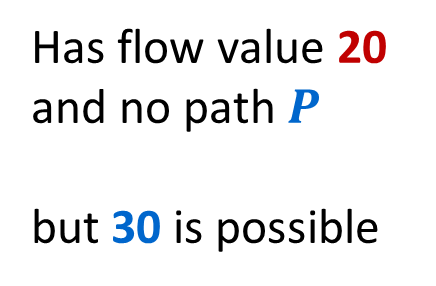 Has flow value 20
and no path P
but 30 is possible